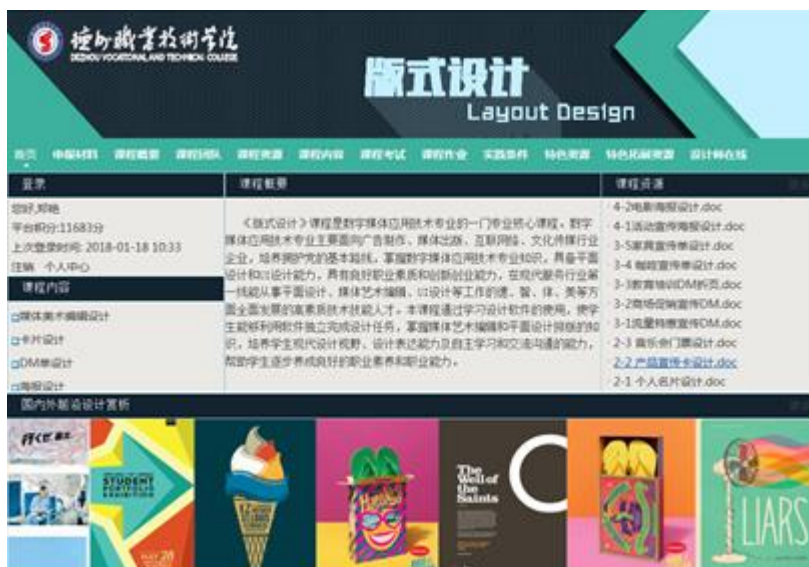 德州职业技术学院
DEZHOU VOCATIONAL AND TECHNICAL COLLEGE
版式设计
Layout Design
首页 申报材料 课程概要 课程团队 课程资源 课程内容 课程考试 课程作业 实践条件 特色资源 特色拓展资源 设计师在线
登录
您好,郑艳
平台积分:11683分
上次登录时间: 2018-01-18 10:33
注销 个人中心
课程内容
媒体美术编辑设计
卡片设计
DM单设计
海报设计
课程概要
《版式设计》课程是数字媒体应用技术专业的一门专业核心课程。数字
媒体应用技术专业主要面向广告制作、媒体出版、互联网络、文化传媒行业
企业，培养拥护党的基本路线，掌握数字媒体应用技术专业知识，具备平面
设计和UI设计能力，具有良好职业素质和创新创业能力，在现代服务行业第
一线能从事平面设计、媒体艺术编辑、UI设计等工作的德、智、体、美等方
面全面发展的高素质技术技能人才。本课程通过学习设计软件的使用，使学
生能够利用软件独立完成设计任务，掌握媒体艺术编辑和平面设计排版的知
识，培养学生现代设计视野、设计表达能力及自主学习和交流沟通的能力，
帮助学生逐步养成良好的职业素养和职业能力。
课程资源
4-2电影海报设计.doc
4-1活动宣传海报设计.doc
3-5家具宣传单设计.doc
3-4 咖啡宣传单设计.doc
3-3教育培训DM折页.doc
3-2商场促销宣传DM.doc
3-1流量特惠宣传DM.doc
2-3 音乐会门票设计.doc
2-2 产品宣传卡设计.doc
2-1 个人名片设计.doc
国内外前沿设计赏析
STUDENT
PORTFOLIO
EXHIBITION
MAY 28
The
Well of
the
Saints
LIARS